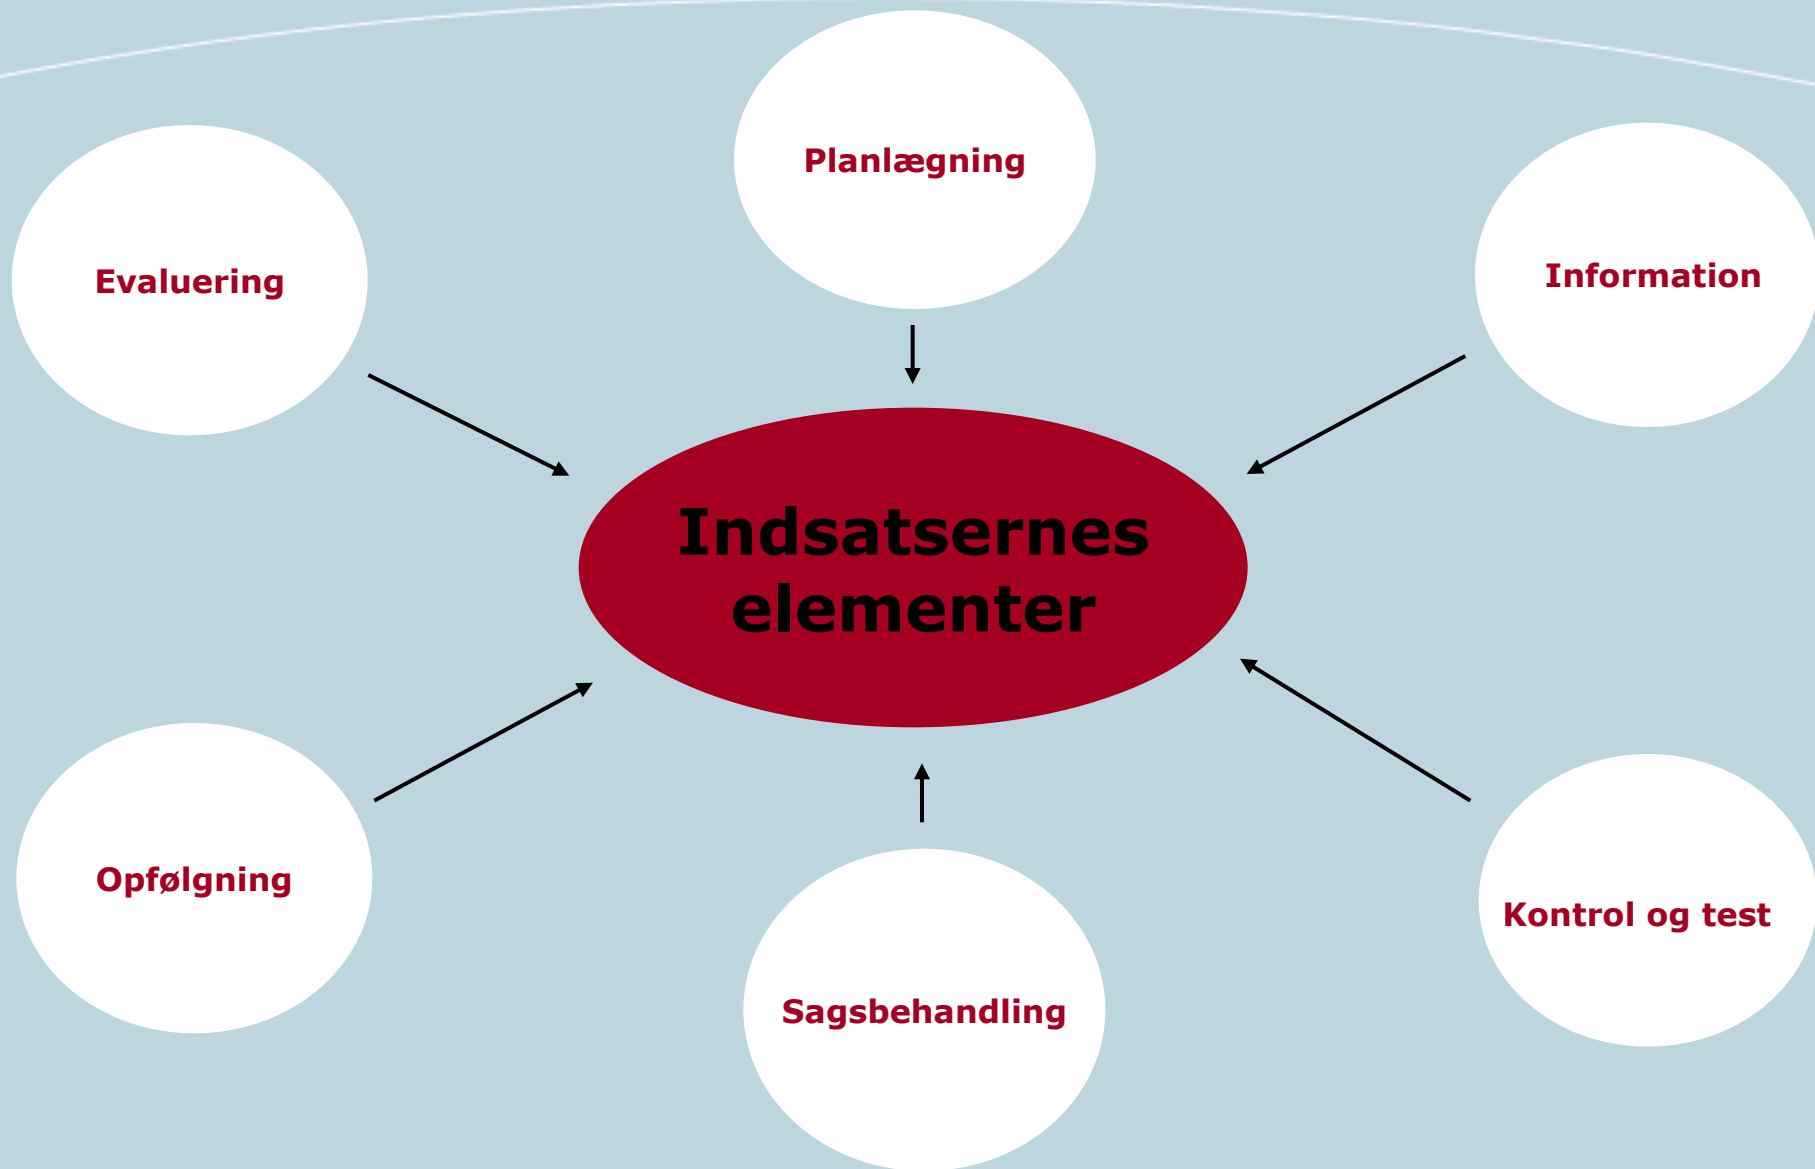 Planlægning
Evaluering
Information
Indsatsernes
elementer
Opfølgning
Kontrol og test
Sagsbehandling